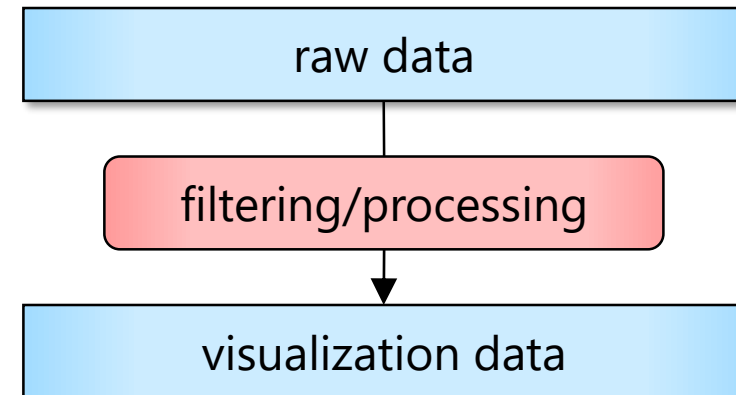 raw data
filtering/processing
visualization data